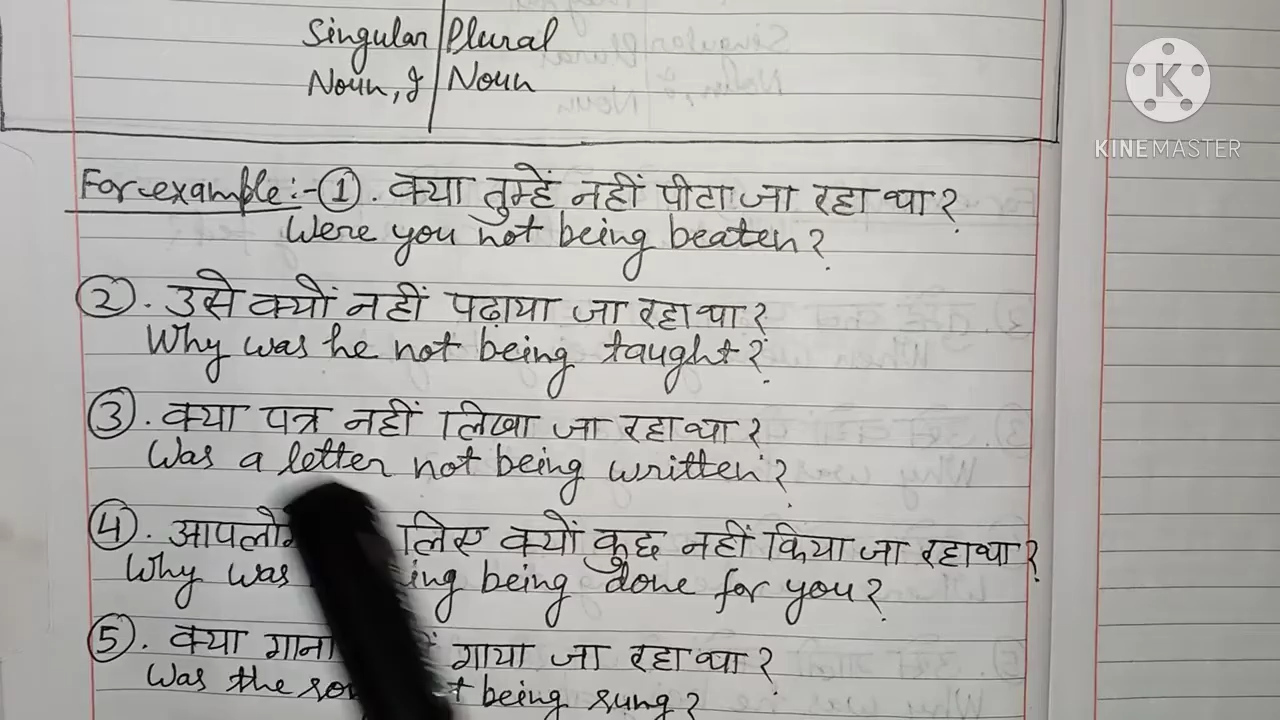 Singular | Plural
Noun, I | Noun
K
KINEMASTER
For example:- ①. क्या तुम्हें नहीं पीटा जा रहा था?
Were you not being beaten?
②. उसे क्यों नहीं पढ़ाया जा रहा था?
Why was he not being taught?
③. क्या पत्र नहीं लिखा जा रहा था?
Was a letter not being written?
④. लिए क्यों कुछ नहीं किया जा रहा था?
Why was being done for you?
⑤. क्या गाना गाया जा रहा था?
Was the being sung?